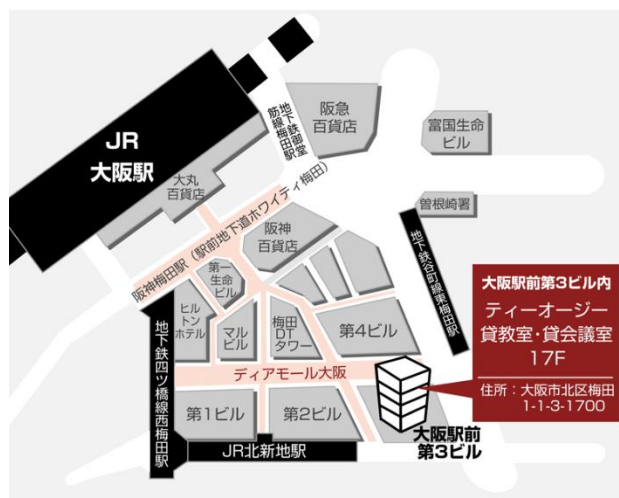 JR
大阪駅
大丸
百貨店
地下鉄御堂
筋線梅田駅
阪急
百貨店
富国生命
ビル
曽根崎署
阪神梅田駅（駅前地下道ホワイティ梅田）
阪神
百貨店
第一
生命
ビル
ヒル
トン
ホテル
マル
ビル
梅田
DT
タワー
第4ビル
地下鉄谷町線東梅田駅
地下鉄四ツ橋線西梅田駅
ディアモール大阪
第1ビル
第2ビル
JR北新地駅
大阪駅前
第3ビル
大阪駅前第3ビル内
ティーオージー
貸教室・貸会議室
17F
住所：大阪市北区梅田
1-1-3-1700